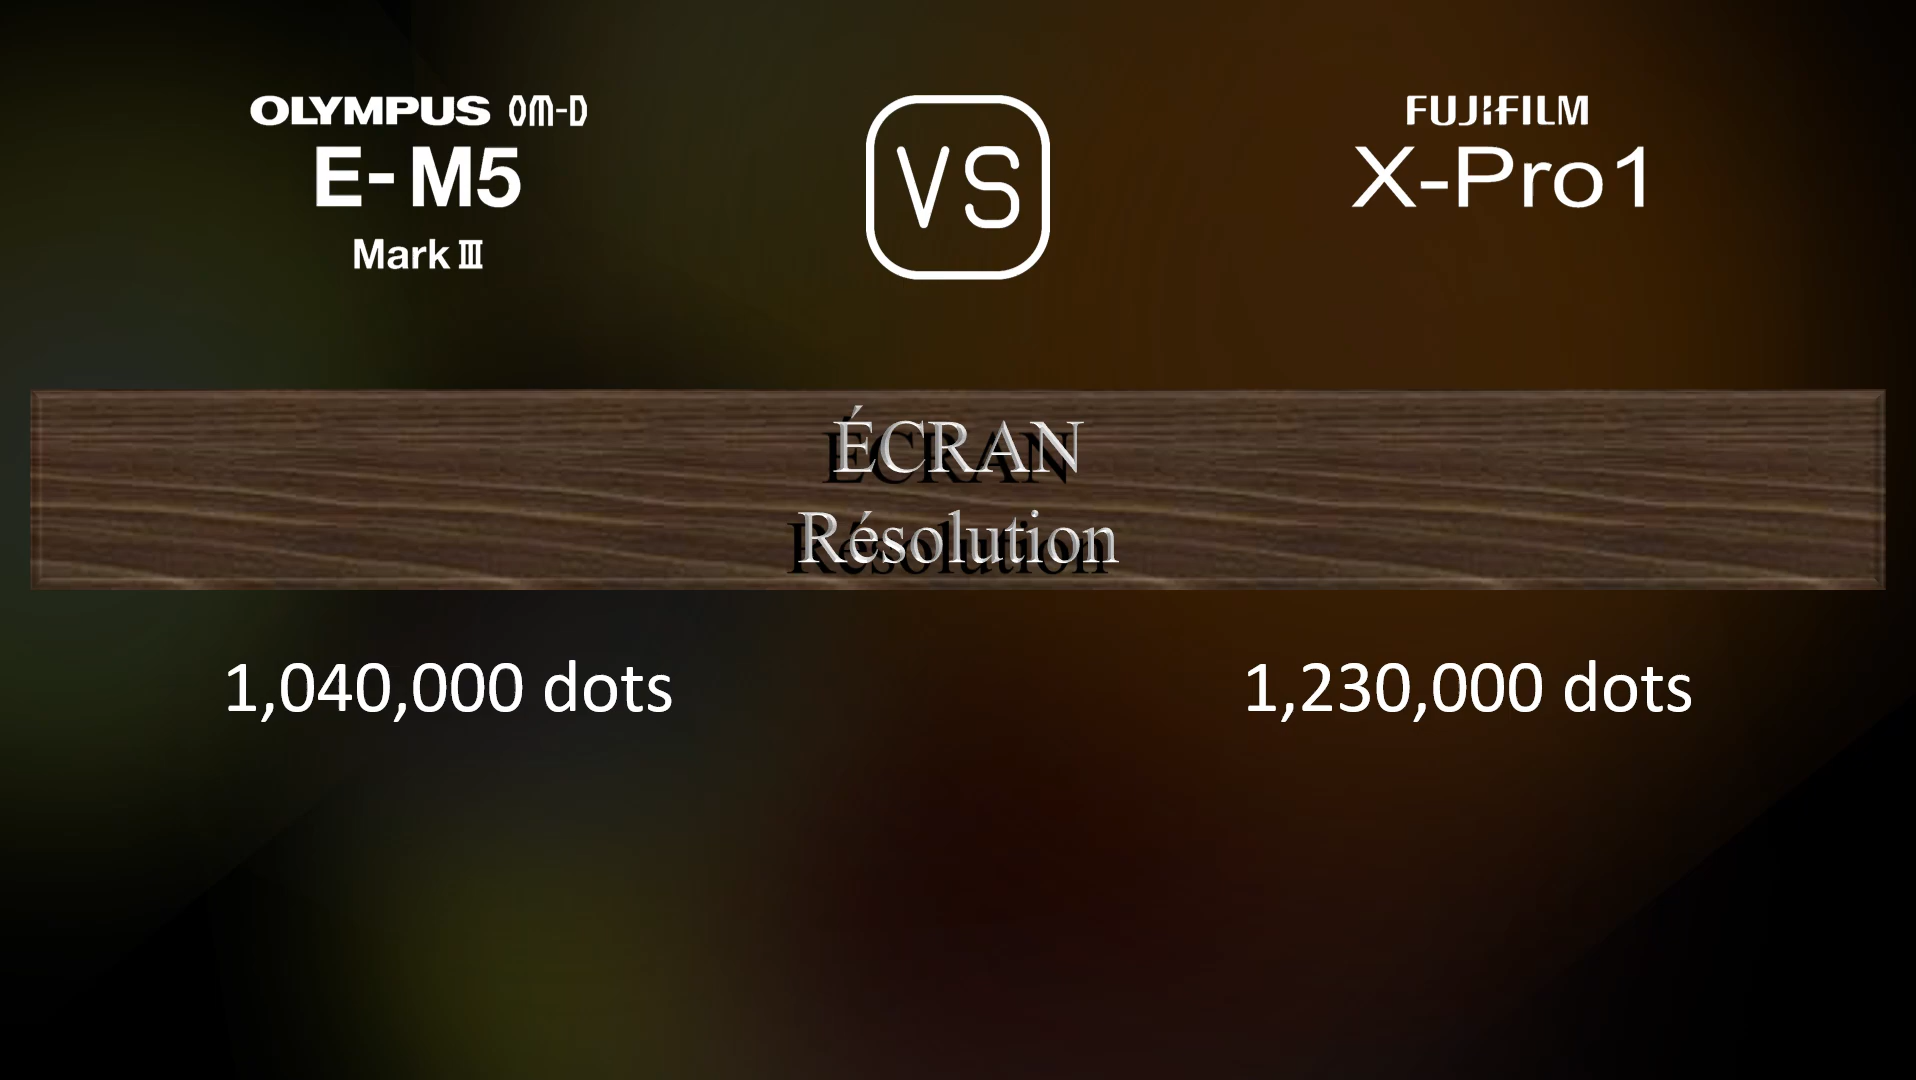 OLYMPUS OM-D
E-M5
Mark III
VS
FUJIFILM
X-Pro1
ÉCRAN
Résolution
1,040,000 dots
1,230,000 dots